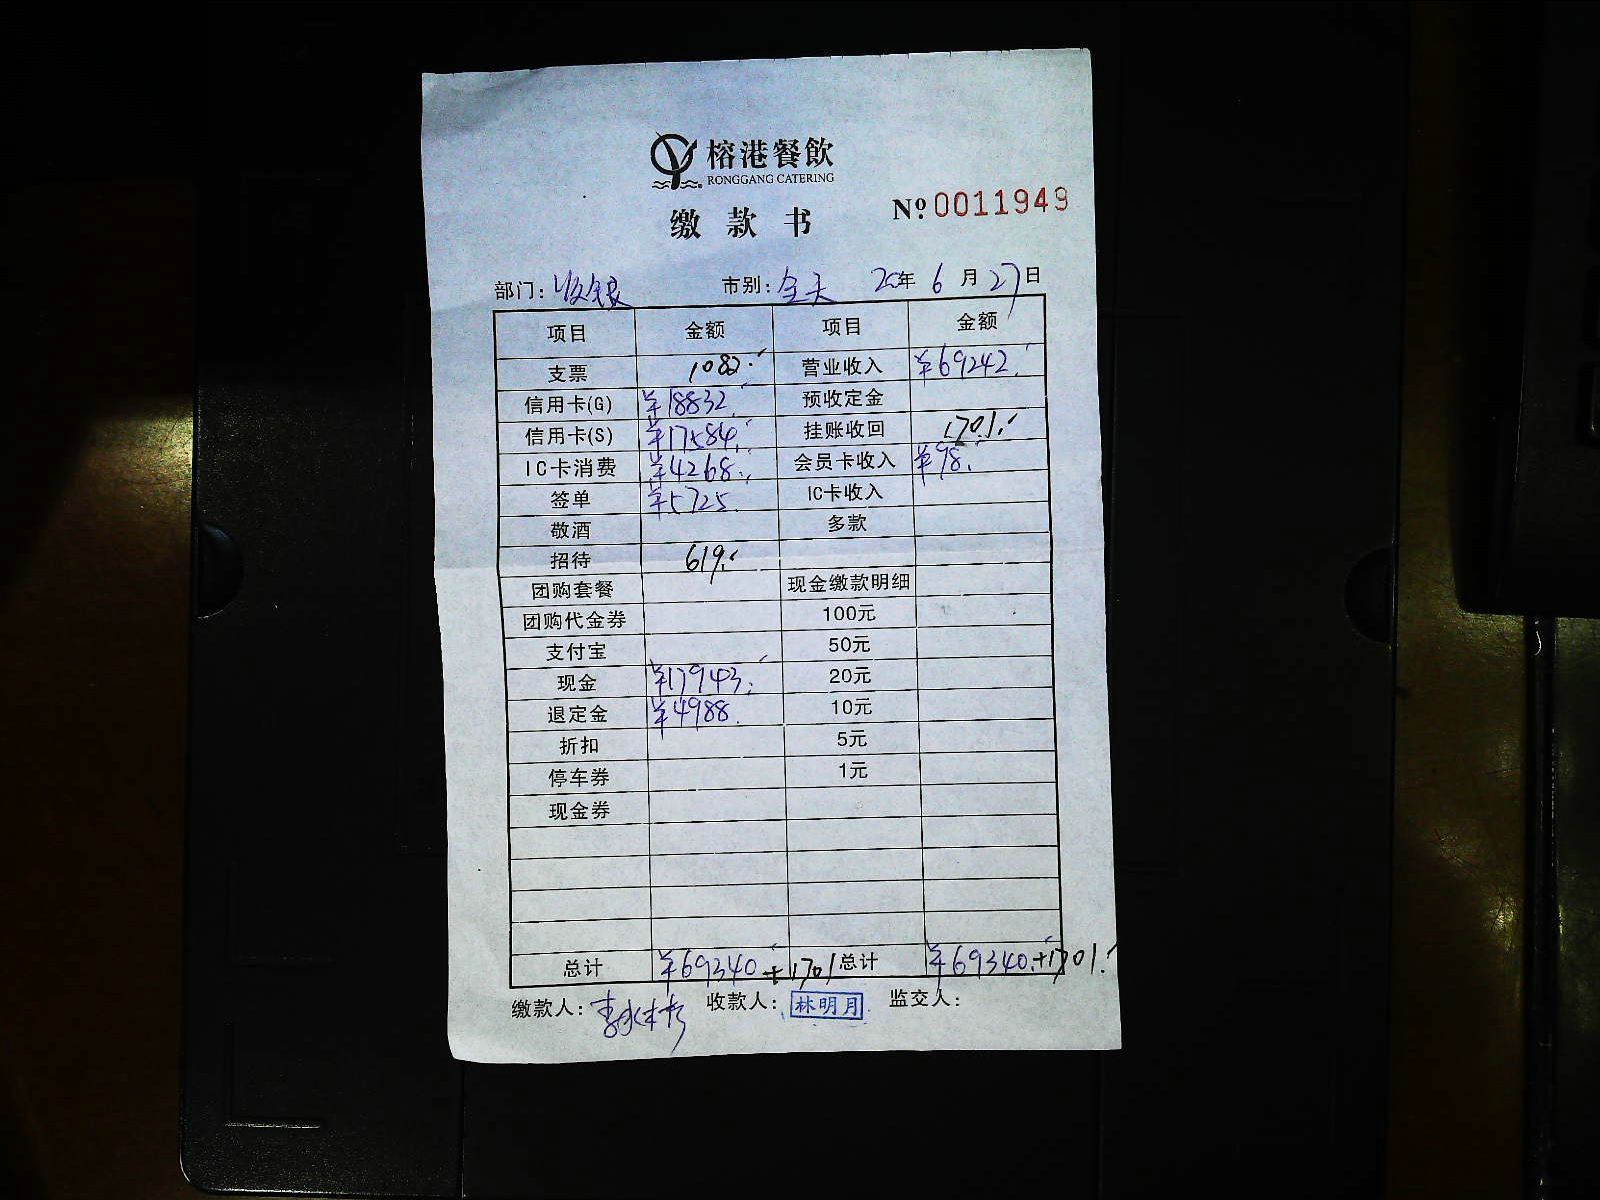 榕港餐飲
RONGGANG CATERING
缴款书
№ 0011949
部门: 收银 市别: 全天 20年 6月 27日
项目 金额 项目 金额
支票 1082. 营业收入 ¥69242.
信用卡(G) ¥18832. 预收定金
信用卡(S) ¥17584. 挂账收回 1701.
IC卡消费 ¥4268. 会员卡收入 ¥98.
签单 ¥5725. IC卡收入
敬酒 多款
招待 619.
团购套餐 现金缴款明细
团购代金券 100元
支付宝 50元
现金 ¥17943. 20元
退定金 ¥4988. 10元
折扣 5元
停车券 1元
现金券
总计 ¥69340+1701 总计 ¥69340.+1701.
缴款人: 收款人: 林明月 监交人: